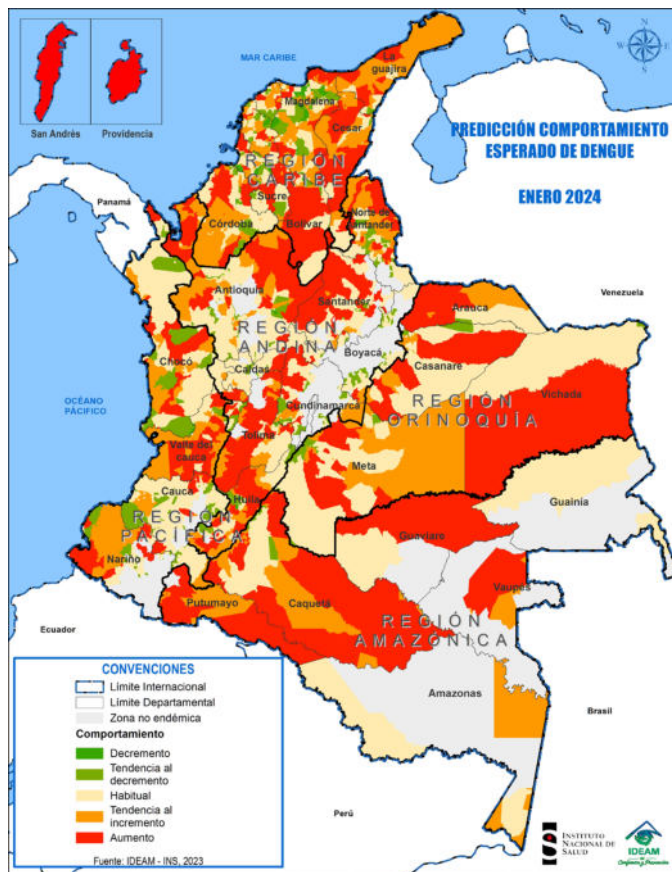 San Andrés
Providencia
MAR CARIBE
N
W
E
S
PREDICCIÓN COMPORTAMIENTO
ESPERADO DE DENGUE
ENERO 2024
La
guajira
Magdalena
Cesar
REGIÓN
CARIBE
Sucre
Córdoba
Bolívar
Norte de
Santander
Panamá
Venezuela
Antioquia
Santander
Arauca
REGIÓN
ANDINA
Boyacá
Chocó
Caldas
Casanare
Vichada
REGIÓN
ORINOQUÍA
OCÉANO
PÁCIFICO
Cundinamarca
Tolima
Valla del
cauca
Meta
Cauca
Huila
Guainía
REGIÓN
PACÍFICA
Guaviare
Nariño
Vaupés
Putumayo
Caquetá
REGIÓN
AMAZÓNICA
Ecuador
Amazonas
Brasil
Perú
CONVENCIONES
Límite Internacional
Límite Departamental
Zona no endémica
Comportamiento
Decremento
Tendencia al
decremento
Habitual
Tendencia al
incremento
Aumento
Fuente: IDEAM - INS, 2023
INSTITUTO
NACIONAL DE
SALUD
IDEAM